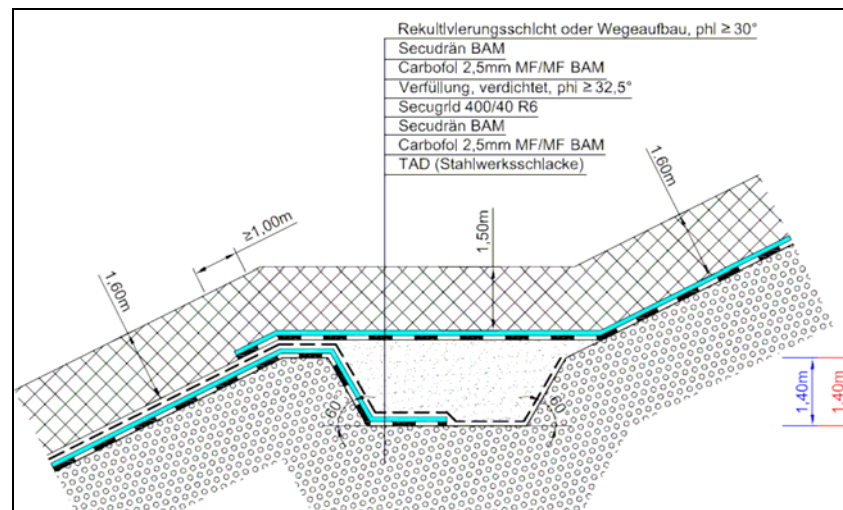 Rekultivierungsschicht oder Wegeaufbau, phi ≥ 30°
Secudrän BAM
Carbofol 2,5mm MF/MF BAM
Verfüllung, verdichtet, phi ≥ 32,5°
Secugrid 400/40 R6
Secudrän BAM
Carbofol 2,5mm MF/MF BAM
TAD (Stahlwerksschlacke)
1.60m
≥1,00m
1,50m
1.60m
60
60
1,40m
1.40m